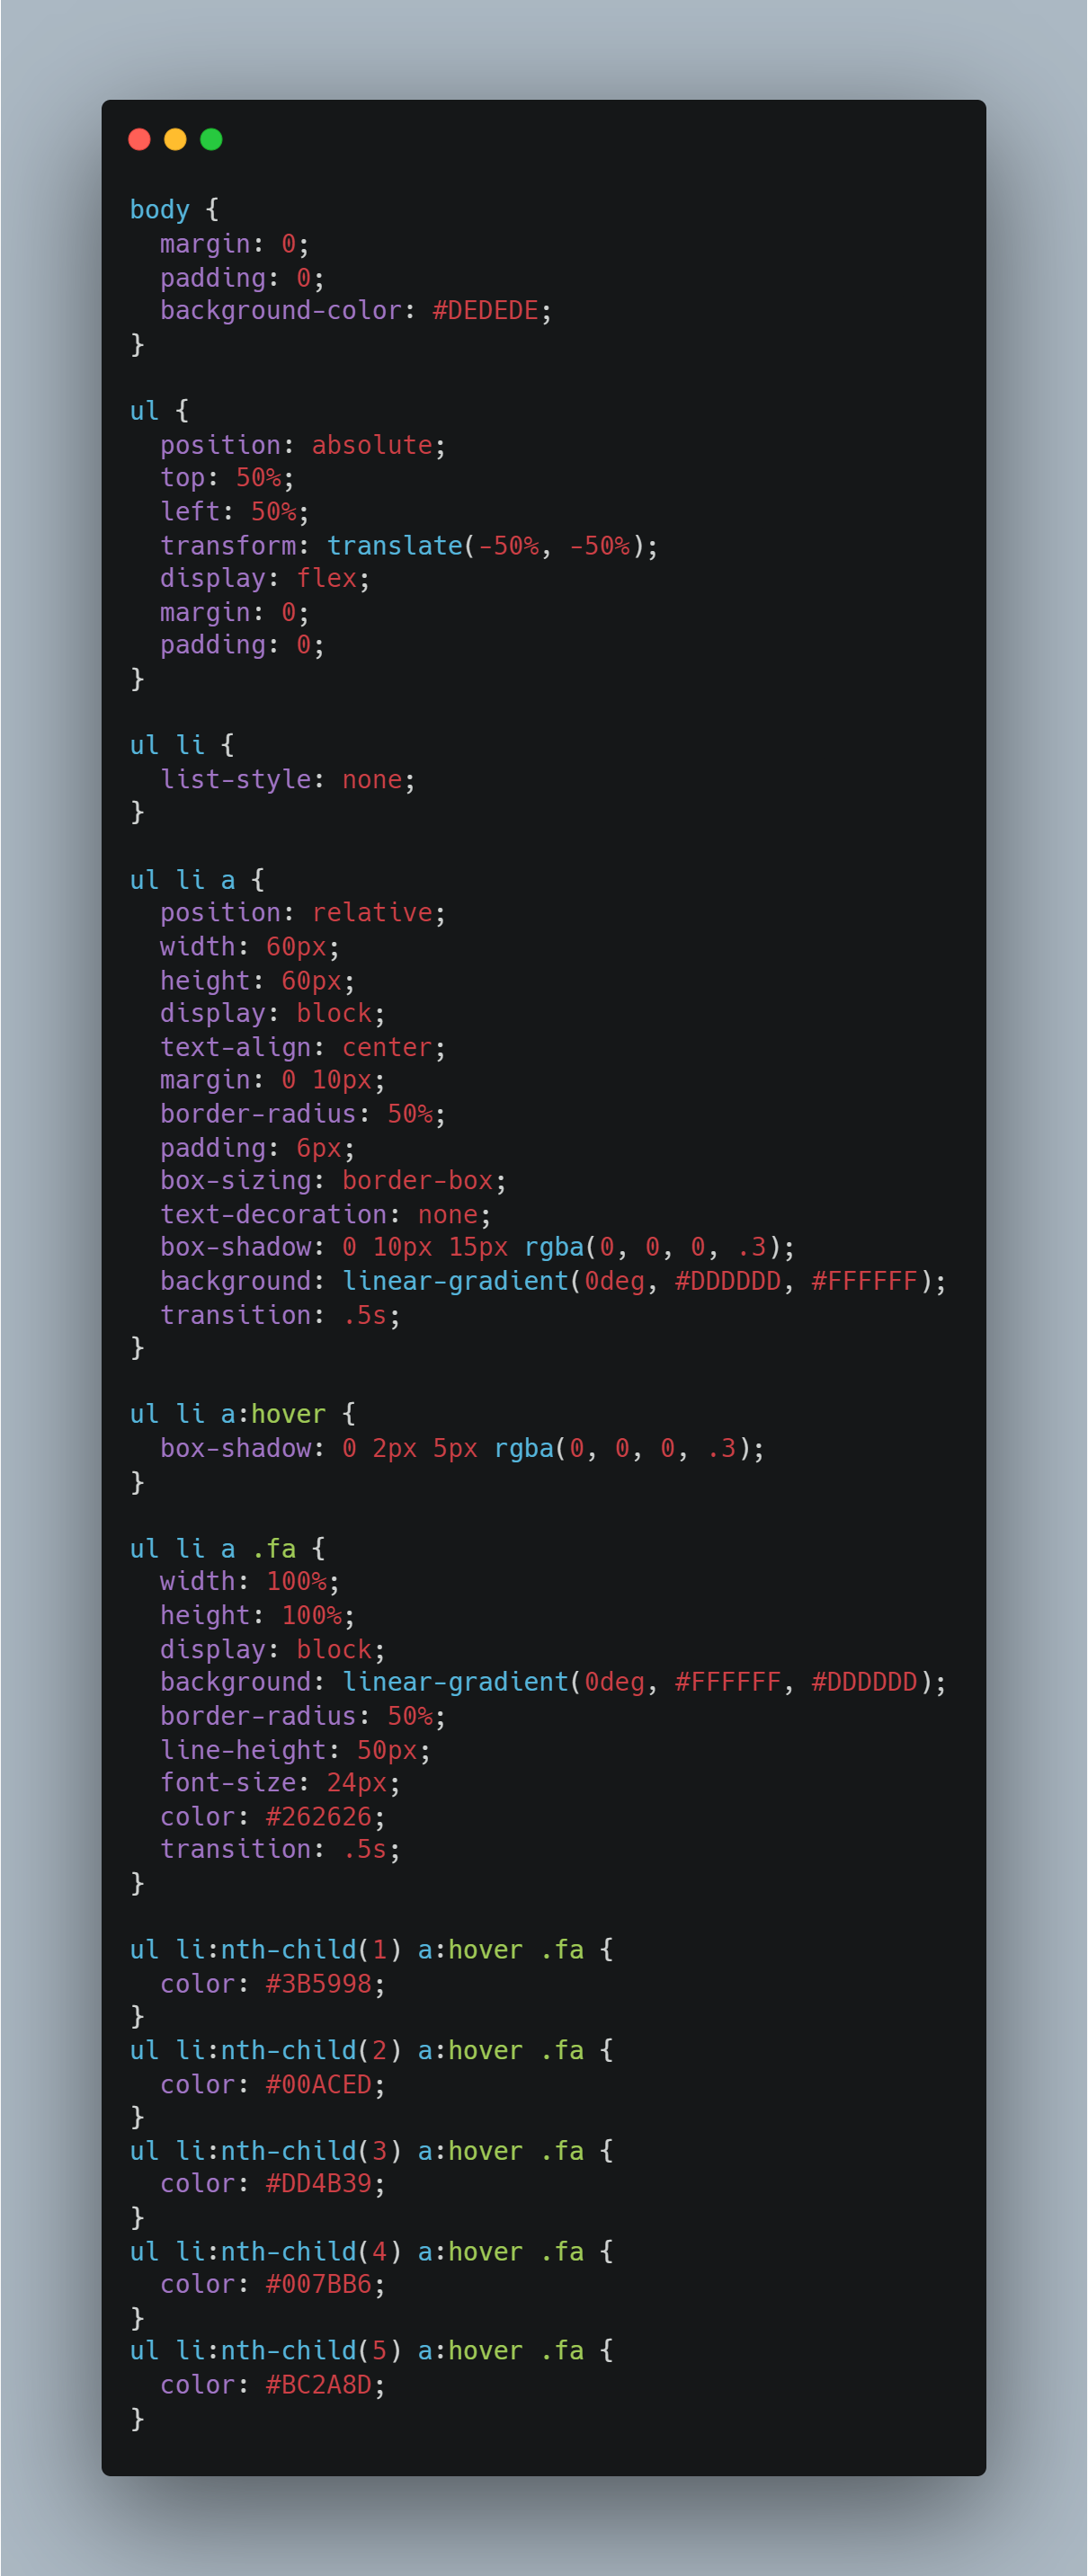 body {
  margin: 0;
  padding: 0;
  background-color: #DEDEDE;
}

ul {
  position: absolute;
  top: 50%;
  left: 50%;
  transform: translate(-50%, -50%);
  display: flex;
  margin: 0;
  padding: 0;
}

ul li {
  list-style: none;
}

ul li a {
  position: relative;
  width: 60px;
  height: 60px;
  display: block;
  text-align: center;
  margin: 0 10px;
  border-radius: 50%;
  padding: 6px;
  box-sizing: border-box;
  text-decoration: none;
  box-shadow: 0 10px 15px rgba(0, 0, 0, .3);
  background: linear-gradient(0deg, #DDDDDD, #FFFFFF);
  transition: .5s;
}

ul li a:hover {
  box-shadow: 0 2px 5px rgba(0, 0, 0, .3);
}

ul li a .fa {
  width: 100%;
  height: 100%;
  display: block;
  background: linear-gradient(0deg, #FFFFFF, #DDDDDD);
  border-radius: 50%;
  line-height: 50px;
  font-size: 24px;
  color: #262626;
  transition: .5s;
}

ul li:nth-child(1) a:hover .fa {
  color: #3B5998;
}
ul li:nth-child(2) a:hover .fa {
  color: #00ACED;
}
ul li:nth-child(3) a:hover .fa {
  color: #DD4B39;
}
ul li:nth-child(4) a:hover .fa {
  color: #007BB6;
}
ul li:nth-child(5) a:hover .fa {
  color: #BC2A8D;
}